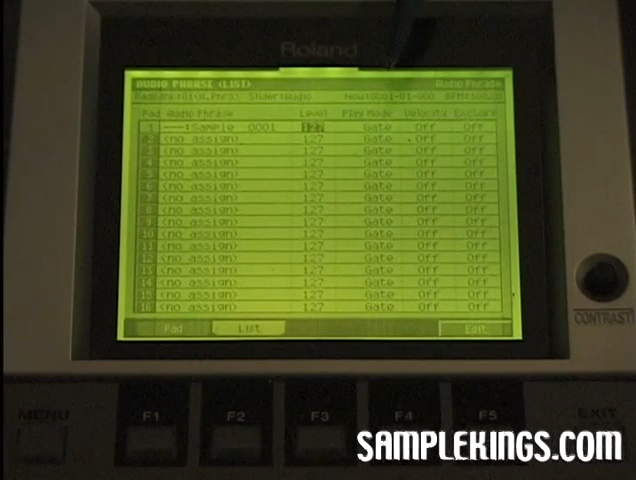 Roland
AUDIO PHRASE (LIST) Audio Phrase
Pad Audio Phrase Level Play Mode Velocity
1 ---:Sample 0001 127 Gate Off Off
2 (no assign) 127 Gate Off Off
3 (no assign) 127 Gate Off Off
4 (no assign) 127 Gate Off Off
5 (no assign) 127 Gate Off Off
6 (no assign) 127 Gate Off Off
7 (no assign) 127 Gate Off Off
8 (no assign) 127 Gate Off Off
9 (no assign) 127 Gate Off Off
10 (no assign) 127 Gate Off Off
11 (no assign) 127 Gate Off Off
12 (no assign) 127 Gate Off Off
13 (no assign) 127 Gate Off Off
14 (no assign) 127 Gate Off Off
15 (no assign) 127 Gate Off Off
16 (no assign) 127 Gate Off Off
Pad List Edit
CONTRAST
MENU F1 F2 F3 F4 F5 EXIT
SAMPLEKINGS.COM